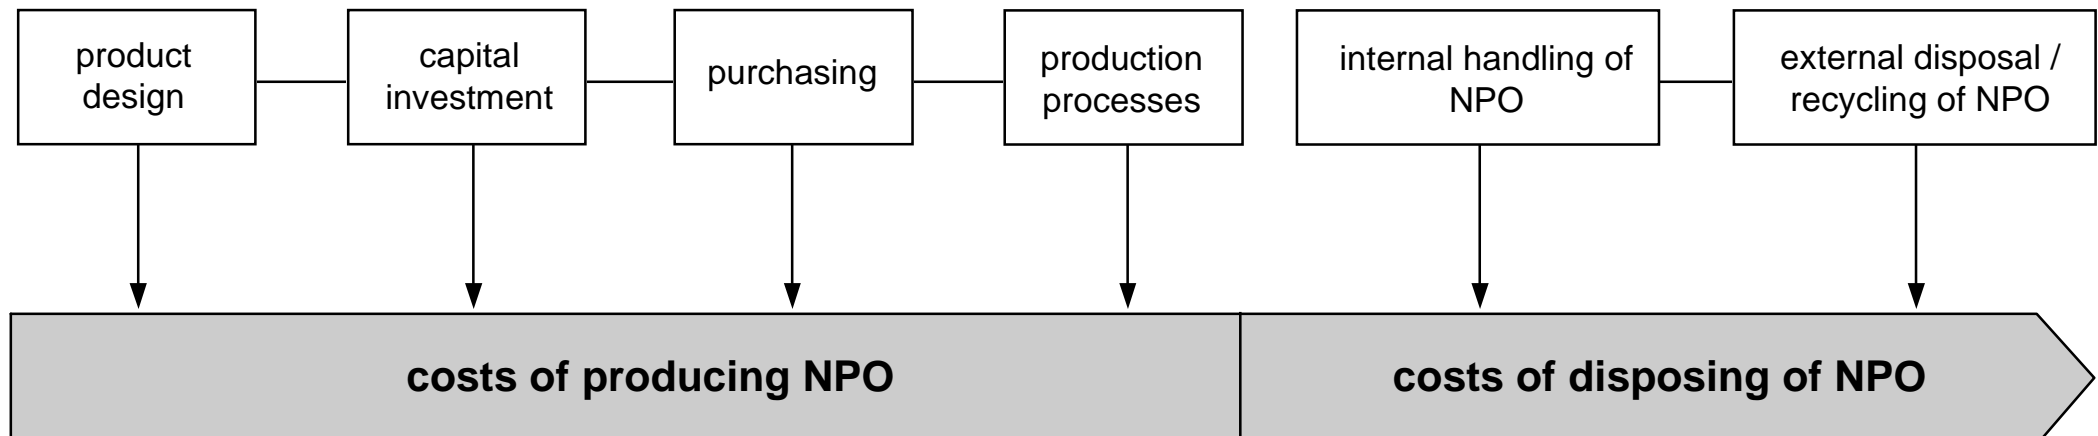 product
design
capital
investment
purchasing
production
processes
internal handling of
NPO
external disposal /
recycling of NPO
costs of producing NPO
costs of disposing of NPO